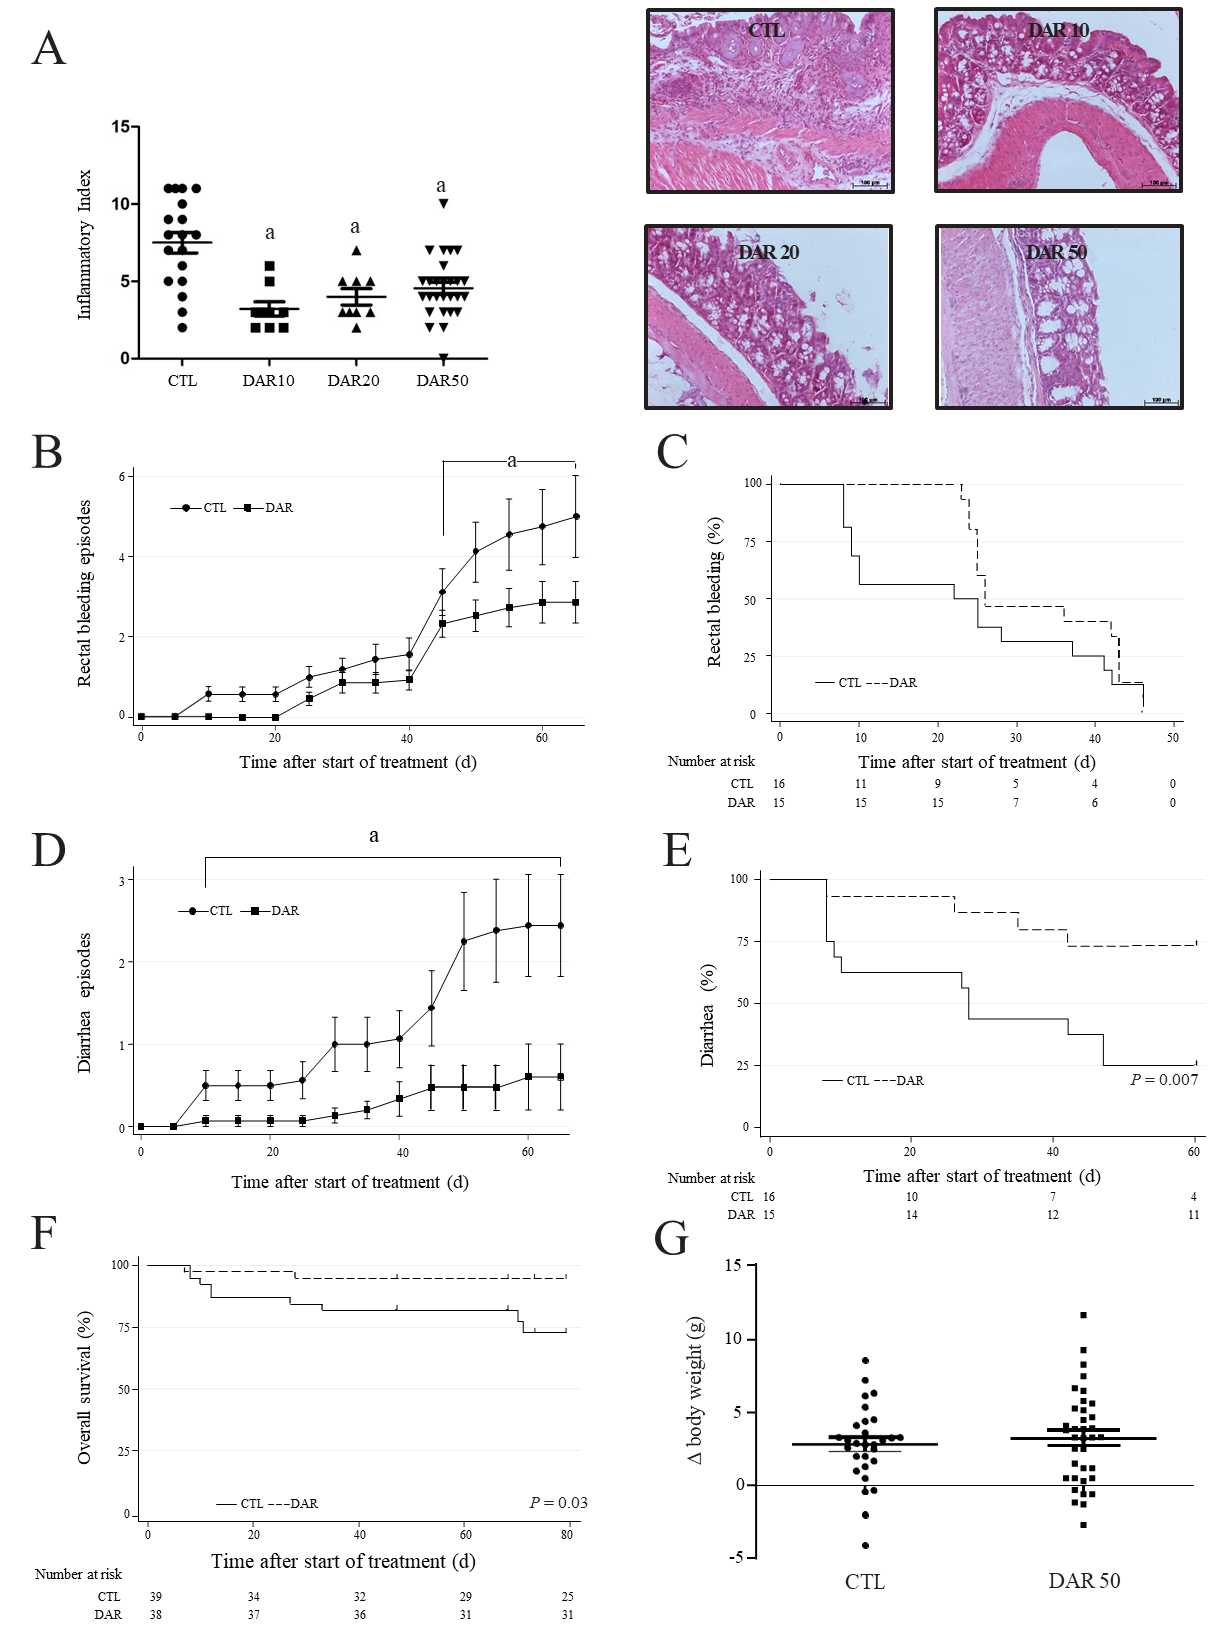 A
CTL
DAR 10
100 µm
100 µm
15
10
5
0
Inflammatory Index
a
a
a
CTL
DAR10
DAR20
DAR50
DAR 20
DAR 50
100 µm
100 µm
B
6
4
2
0
Rectal bleeding episodes
a
CTL
DAR
0
20
40
60
Time after start of treatment (d)
C
100
75
50
25
0
Rectal bleeding (%)
CTL
DAR
0
10
20
30
40
50
Number at risk
Time after start of treatment (d)
CTL 16 11 9 5 4 0
DAR 15 15 15 7 6 0
D
a
3
2
1
0
Diarrhea episodes
CTL
DAR
0
20
40
60
Time after start of treatment (d)
E
100
75
50
25
0
Diarrhea (%)
CTL
DAR
P = 0.007
0
20
40
60
Number at risk
Time after start of treatment (d)
CTL 16 10 7 4
DAR 15 14 12 11
F
100
75
50
25
0
Overall survival (%)
CTL
DAR
P = 0.03
0
20
40
60
80
Time after start of treatment (d)
Number at risk
CTL 39 34 32 29 25
DAR 38 37 36 31 31
G
15
10
5
0
-5
Δ body weight (g)
CTL
DAR 50